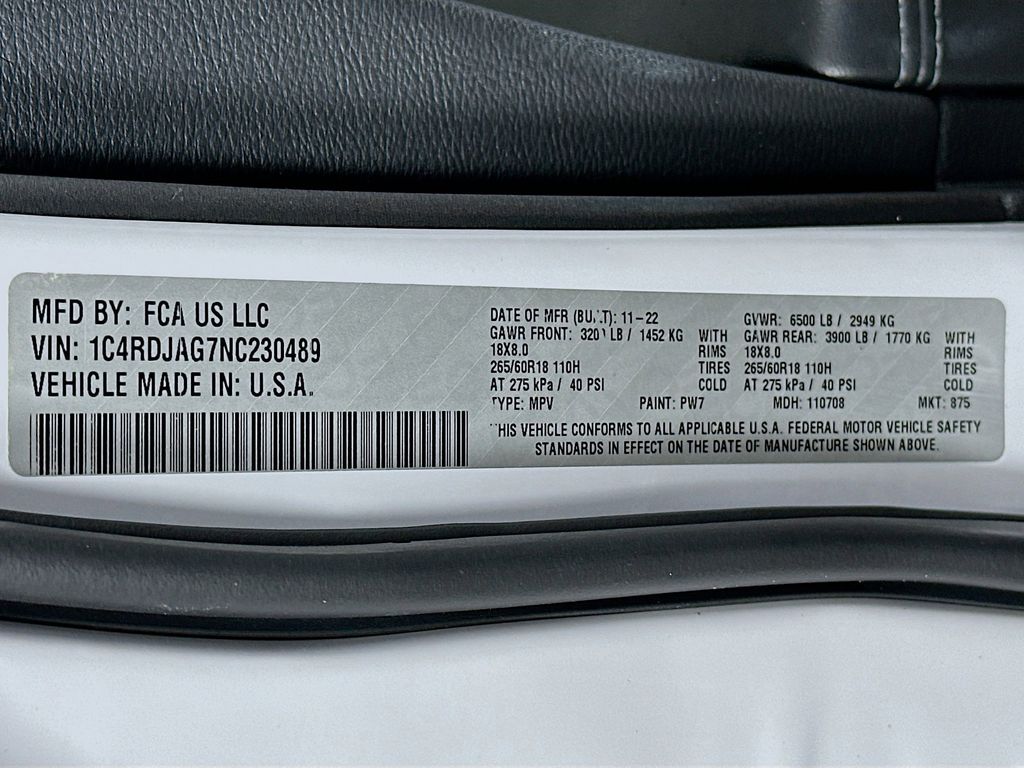 MFD BY: FCA US LLC
VIN: 1C4RDJAG7NC230489
VEHICLE MADE IN: U.S.A.
DATE OF MFR (BUILT): 11-22
GVWR: 6500 LB / 2949 KG
GAWR FRONT: 3201 LB / 1452 KG WITH
18X8.0 RIMS
265/60R18 110H TIRES
AT 275 kPa / 40 PSI COLD
GAWR REAR: 3900 LB / 1770 KG WITH
18X8.0 RIMS
265/60R18 110H TIRES
AT 275 kPa / 40 PSI COLD
TYPE: MPV PAINT: PW7 MDH: 110708 MKT: 875
THIS VEHICLE CONFORMS TO ALL APPLICABLE U.S.A. FEDERAL MOTOR VEHICLE SAFETY
STANDARDS IN EFFECT ON THE DATE OF MANUFACTURE SHOWN ABOVE.